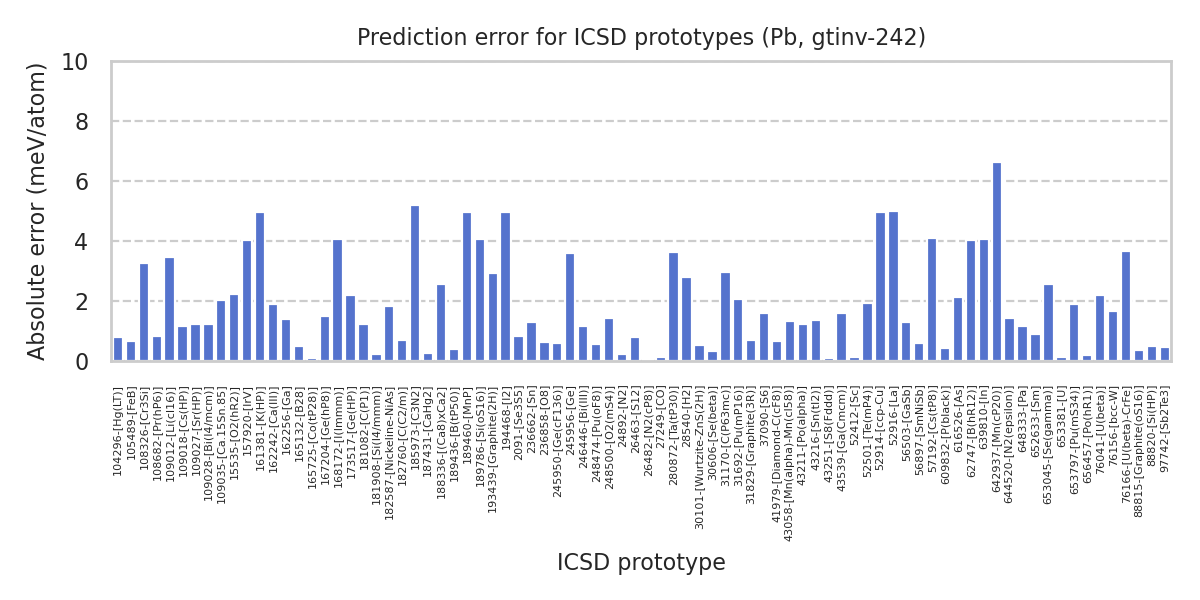 Prediction error for ICSD prototypes (Pb, gtinv-242)
Absolute error (meV/atom)
10
8
6
4
2
0
104296-[Hg(LT)]
105489-[FeB]
108326-[Cr3Si]
108682-[Pr(hP6)]
109012-[Li(cI16)]
109018-[Cs(HP)]
109027-[Sr(HP)]
109028-[Bi(I4/mcm)]
109035-[Ca.15Sn.85]
15535-[O2(hR2)]
157920-[IrV]
161381-[K(HP)]
162242-[Ca(III)]
162256-[Ga]
165132-[B28]
165725-[Co(tP28)]
167204-[Ge(hP8)]
168172-[I(Immm)]
173517-[Ge(HP)]
181082-[C(P1)]
181908-[Si(I4/mmm)]
182587-[Nickeline-NiAs]
182760-[C(C2/m)]
185973-[C3N2]
187431-[CaHg2]
188336-[(Ca8)xCa2]
189436-[B(tP50)]
189460-[MnP]
189786-[Si(oS16)]
193439-[Graphite(2H)]
194468-[I2]
2091-[Se3S5]
236662-[Sn]
236858-[O8]
245950-[Ge(cF136)]
245956-[Ge]
246446-[Bi(III)]
248474-[Pu(oF8)]
248500-[O2(mS4)]
24892-[N2]
26463-[S12]
26482-[N2(cP8)]
27249-[CO]
280872-[Ta(tP30)]
28540-[H2]
30101-[Wurtzite-ZnS(2H)]
30606-[Se(beta)]
31170-[C(P63mc)]
31692-[Pu(mP16)]
31829-[Graphite(3R)]
37090-[S6]
41979-[Diamond-C(cF8)]
43058-[Mn(alpha)-Mn(cI58)]
43211-[Po(alpha)]
43216-[Sn(tI2)]
43251-[S8(Fddd)]
43539-[Ga(Cmcm)]
52412-[Sc]
52501-[Te(mP4)]
52914-[ccp-Cu]
52916-[La]
56503-[GaSb]
56897-[SmNiSb]
57192-[Cs(tP8)]
609832-[P(black)]
616526-[As]
62747-[B(hR12)]
639810-[In]
642937-[Mn(cP20)]
644520-[N2(epsilon)]
648333-[Pa]
652633-[Sm]
653045-[Se(gamma)]
653381-[U]
653797-[Pu(mS34)]
656457-[Po(hR1)]
76041-[U(beta)]
76156-[bcc-W]
76166-[U(beta)-CrFe]
88815-[Graphite(oS16)]
88820-[Si(HP)]
97742-[Sb2Te3]
ICSD prototype